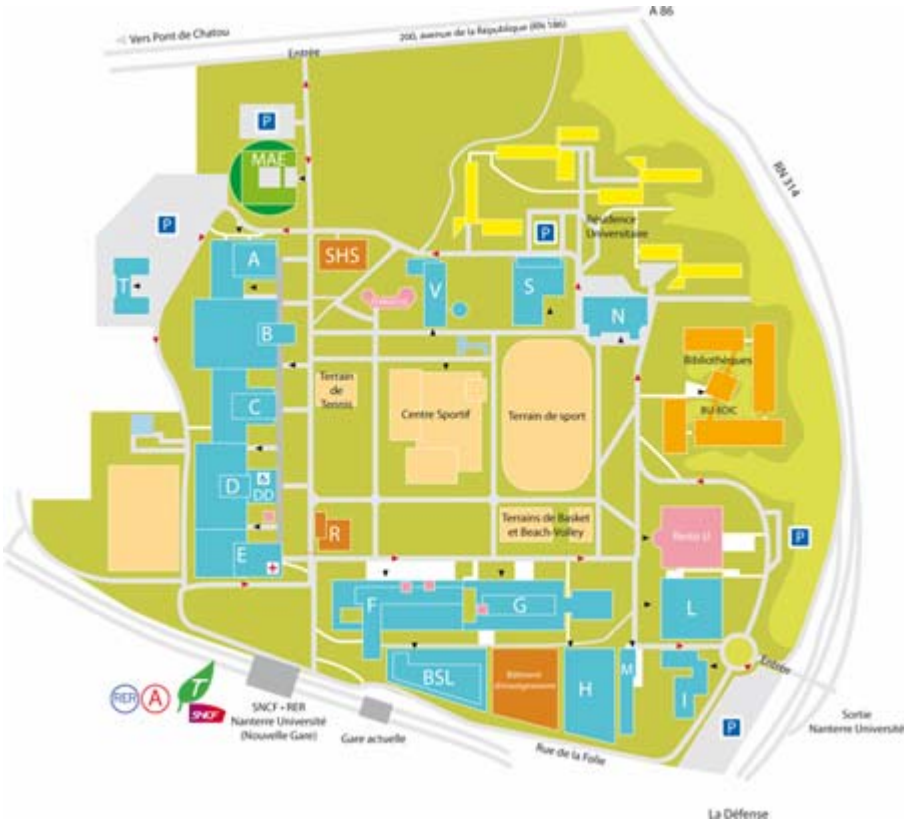 A 86
Vers Pont de Chatou
200, avenue de la République (RN 186)
Entrée
P
MAE
RN 314
P
Résidence
Universitaire
P
SHS
A
T
V
S
N
B
Bibliothèques
Terrain
de
Tennis
C
Centre Sportif
Terrain de sport
BU-BDIC
D
DD
Terrains de Basket
et Beach-Volley
R
Resto U
P
E
F
G
L
BSL
Bâtiment
d'enseignement
H
M
I
Entrée
RER
A
T
SNCF
SNCF • RER
Nanterre Université
(Nouvelle Gare)
Gare actuelle
Rue de la Folie
P
Sortie
Nanterre Université
La Défense